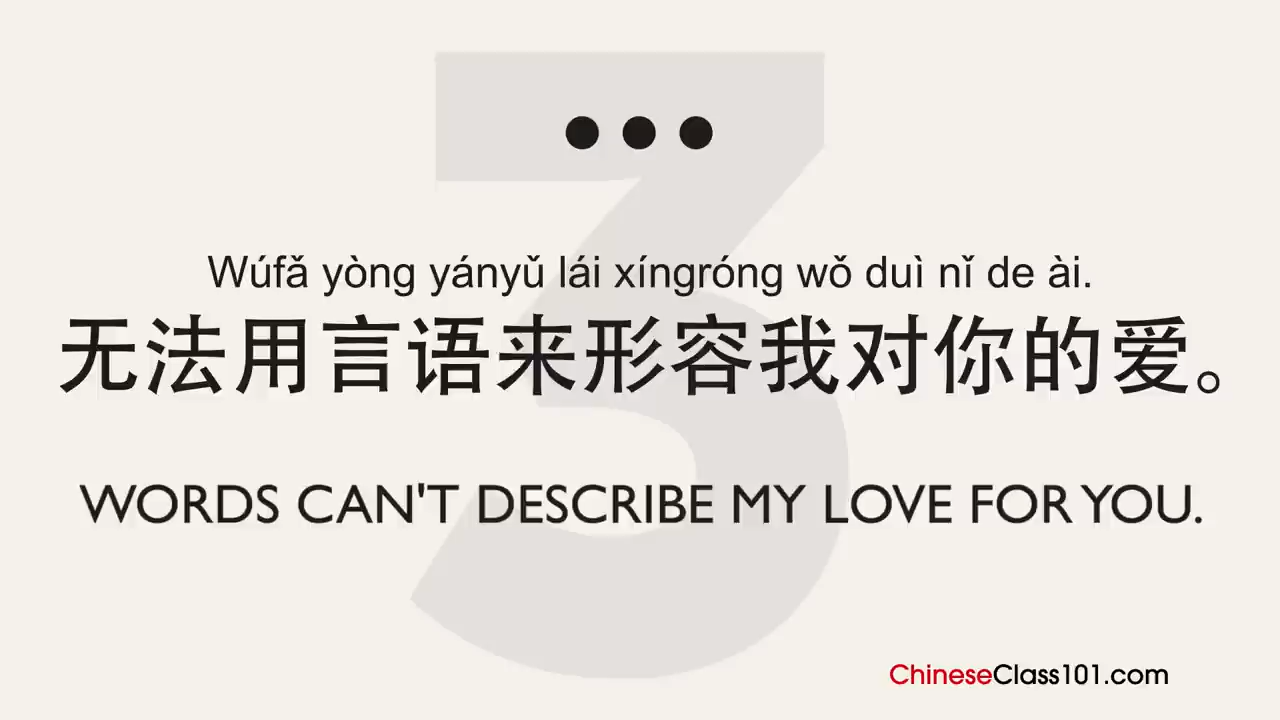 3
Wúfǎ yòng yányǔ lái xíngróng wǒ duì nǐ de ài.
无法用言语来形容我对你的爱。
WORDS CAN'T DESCRIBE MY LOVE FOR YOU.
ChineseClass101.com